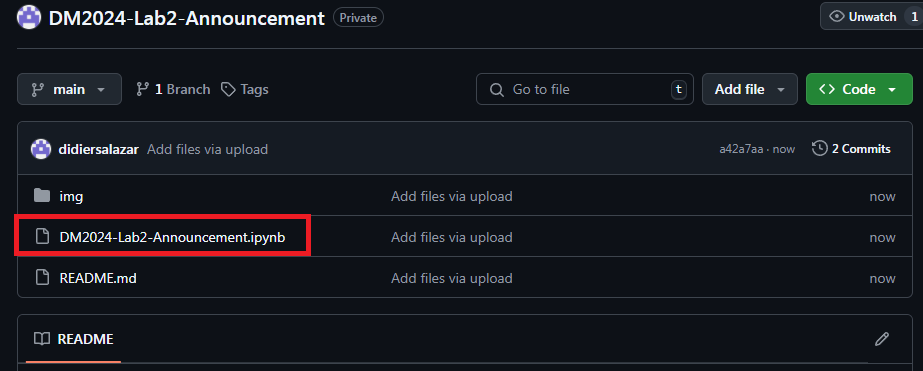 DM2024-Lab2-Announcement Private Unwatch 1
main 1 Branch Tags Go to file t Add file Code
didiersalazar Add files via upload a42a7aa · now 2 Commits
img Add files via upload now
DM2024-Lab2-Announcement.ipynb Add files via upload now
README.md Add files via upload now
README